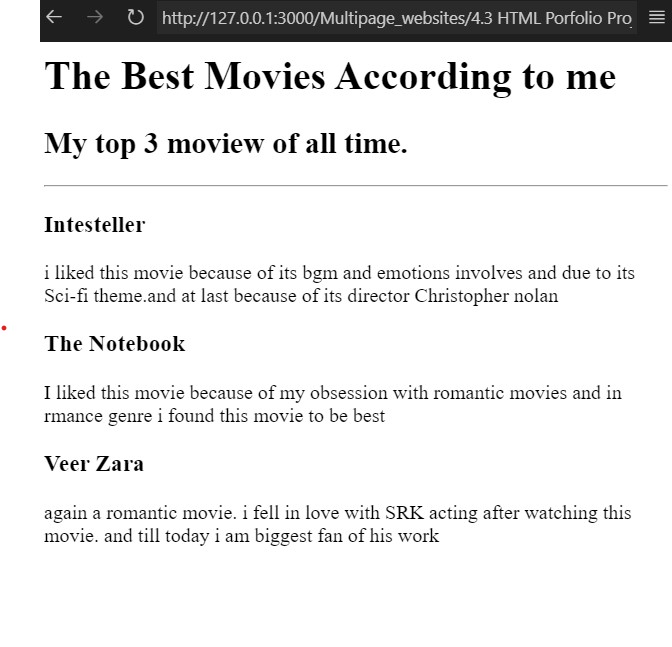 http://127.0.0.1:3000/Multipage_websites/4.3 HTML Porfolio Pro
The Best Movies According to me
My top 3 moview of all time.
Intesteller
i liked this movie because of its bgm and emotions involves and due to its
Sci-fi theme.and at last because of its director Christopher nolan
The Notebook
I liked this movie because of my obsession with romantic movies and in
rmance genre i found this movie to be best
Veer Zara
again a romantic movie. i fell in love with SRK acting after watching this
movie. and till today i am biggest fan of his work